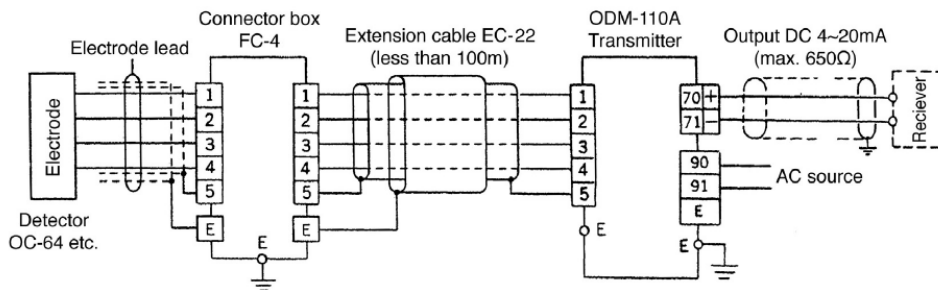 Connector box
FC-4
Electrode lead
Extension cable EC-22
(less than 100m)
ODM-110A
Transmitter
Output DC 4~20mA
(max. 650Ω)
Electrode
Detector
OC-64 etc.
1
2
3
4
5
E
1
2
3
4
5
E
E
1
2
3
4
5
E
70 +
71 −
90
91
E
E
AC source
Reciever